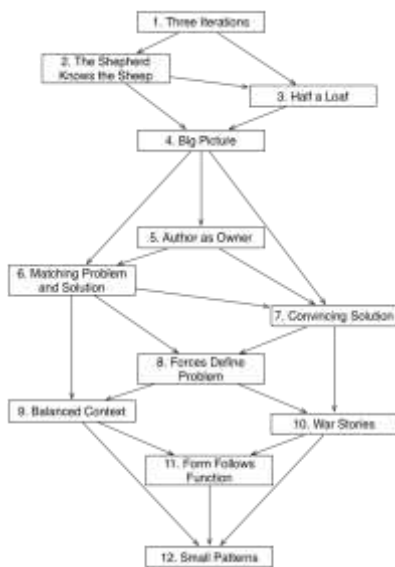 1. Three Iterations
2. The Shepherd
Knows the Sheep
3. Half a Loaf
4. Big Picture
5. Author as Owner
6. Matching Problem
and Solution
7. Convincing Solution
8. Forces Define
Problem
9. Balanced Context
10. War Stories
11. Form Follows
Function
12. Small Patterns